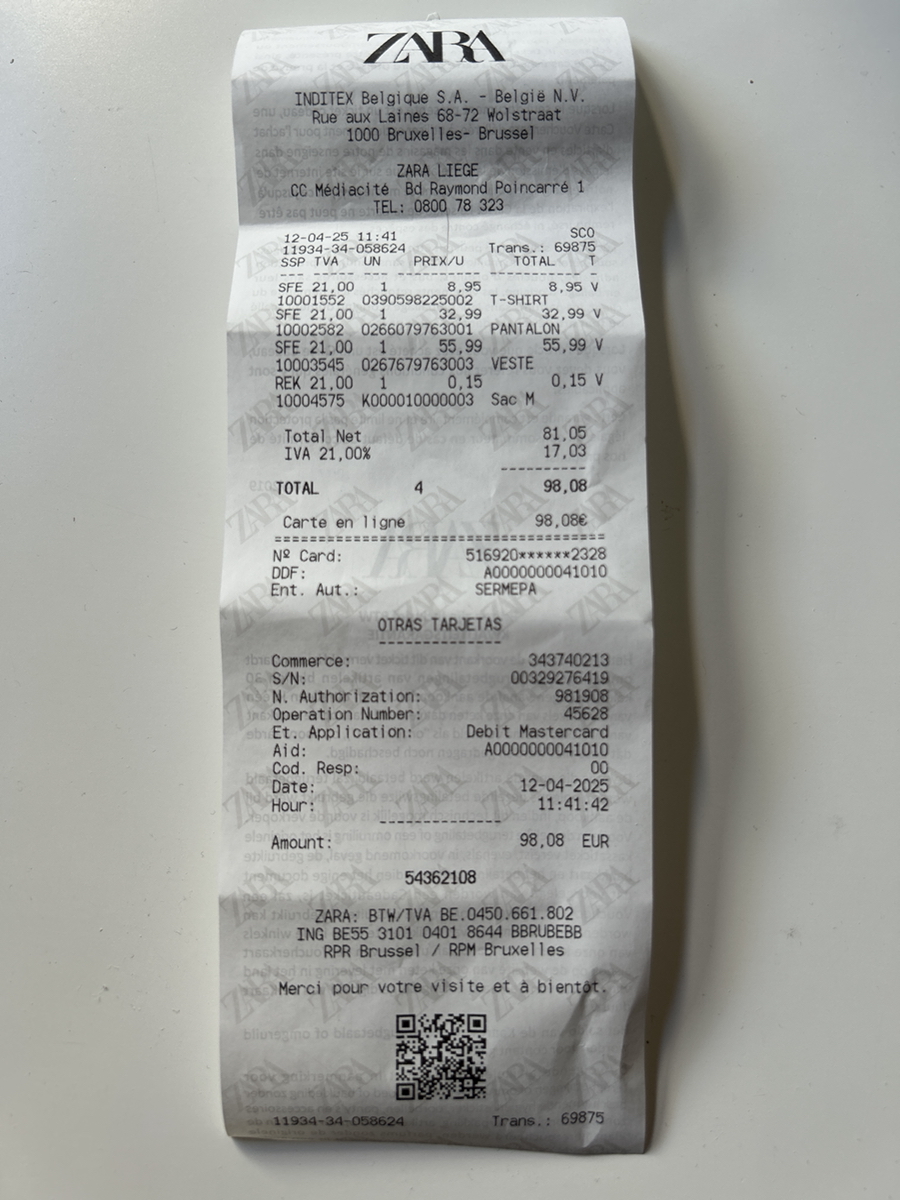 ZARA
INDITEX Belgique S.A. - België N.V.
Rue aux Laines 68-72 Wolstraat
1000 Bruxelles- Brussel
ZARA LIEGE
CC Médiacité Bd Raymond Poincarré 1
TEL: 0800 78 323
12-04-25 11:41 SCO
11934-34-058624 Trans.: 69875
SSP TVA UN PRIX/U TOTAL T
--- ------ --- ----------- ---------- -
SFE 21,00 1 8,95 8,95 V
10001552 0390598225002 T-SHIRT
SFE 21,00 1 32,99 32,99 V
10002582 0266079763001 PANTALON
SFE 21,00 1 55,99 55,99 V
10003545 0267679763003 VESTE
REK 21,00 1 0,15 0,15 V
10004575 K000010000003 Sac M
Total Net 81,05
IVA 21,00% 17,03
----------
TOTAL 4 98,08
Carte en ligne 98,08€
========================================
Nº Card: 516920******2328
DDF: A0000000041010
Ent. Aut.: SERMEPA
OTRAS TARJETAS
--------------
Commerce: 343740213
S/N: 00329276419
N. Authorization: 981908
Operation Number: 45628
Et. Application: Debit Mastercard
Aid: A0000000041010
Cod. Resp: 00
Date: 12-04-2025
Hour: 11:41:42
--------------
Amount: 98,08 EUR
54362108
ZARA: BTW/TVA BE.0450.661.802
ING BE55 3101 0401 8644 BBRUBEBB
RPR Brussel / RPM Bruxelles
Merci pour votre visite et à bientôt.
11934-34-058624 Trans.: 69875